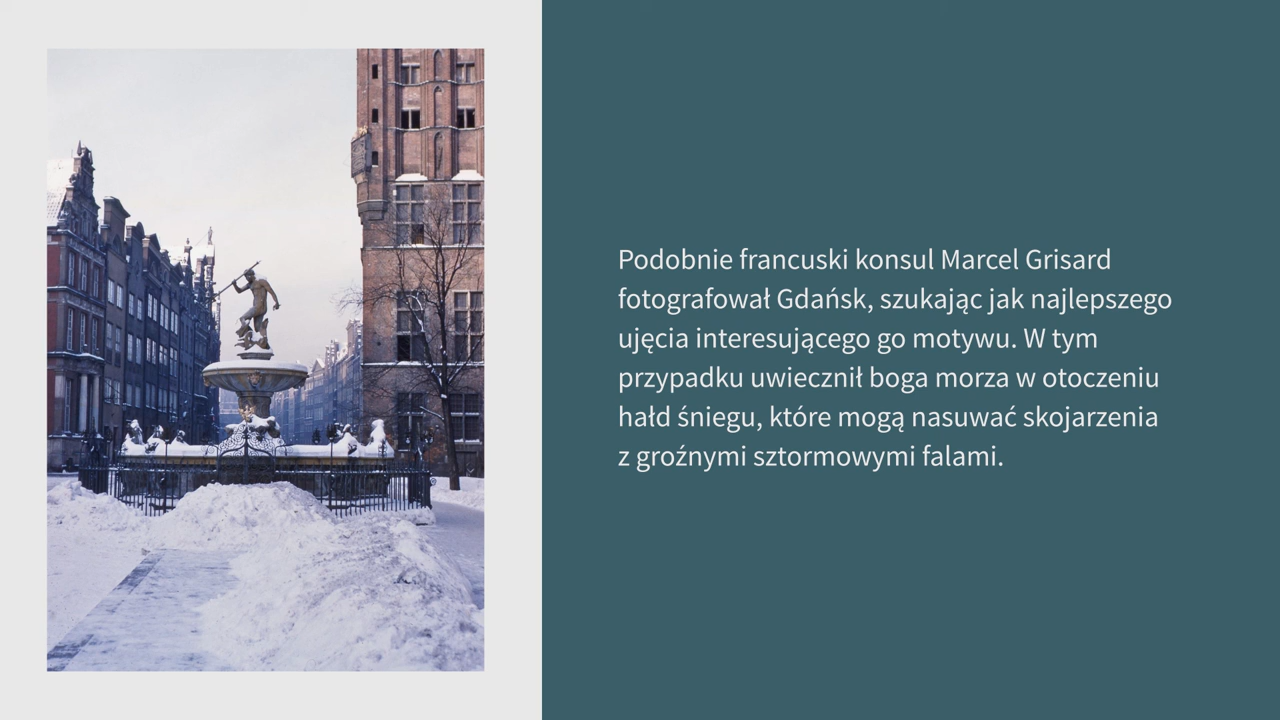 Podobnie francuski konsul Marcel Grisard
fotografował Gdańsk, szukając jak najlepszego
ujęcia interesującego go motywu. W tym
przypadku uwiecznił boga morza w otoczeniu
hałd śniegu, które mogą nasuwać skojarzenia
z groźnymi sztormowymi falami.